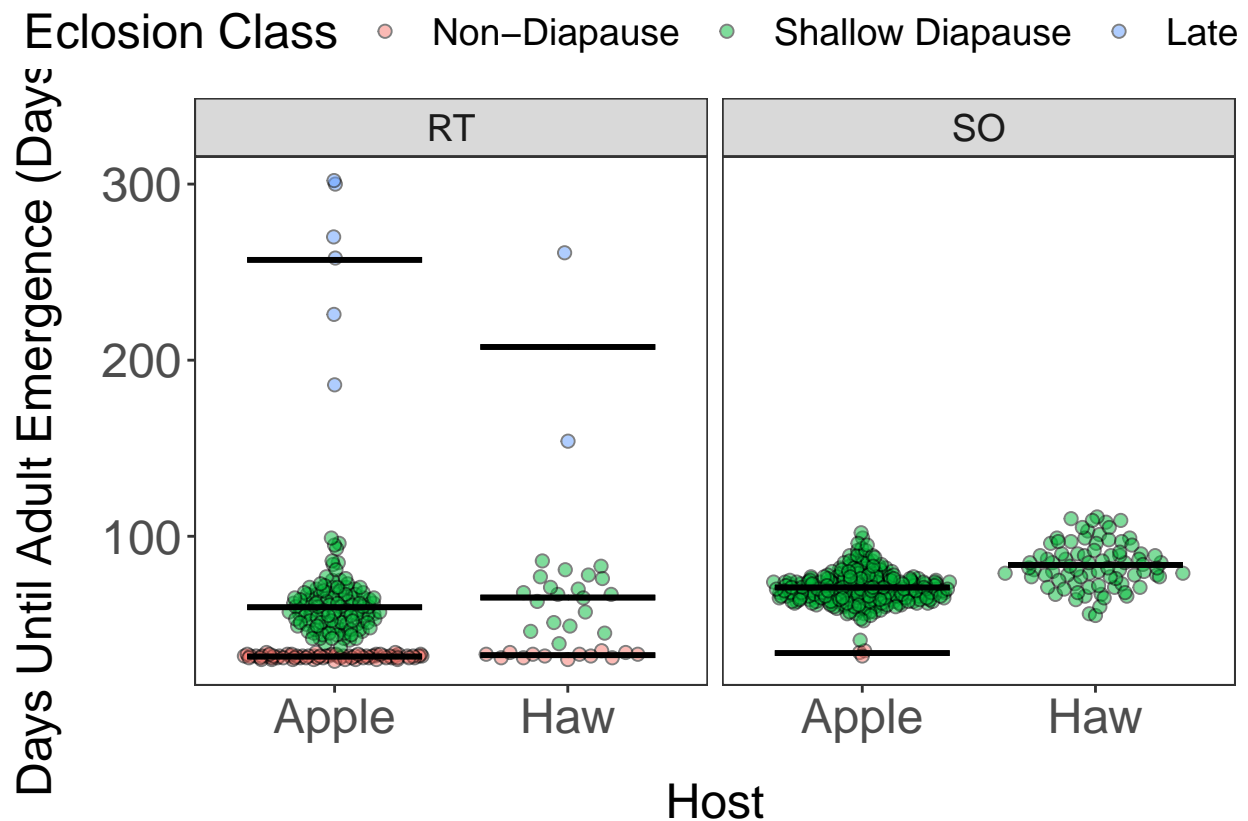 Eclosion Class Non−Diapause Shallow Diapause Late
Days Until Adult Emergence (Days
RT SO
300
200
100
Apple Haw Apple Haw
Host